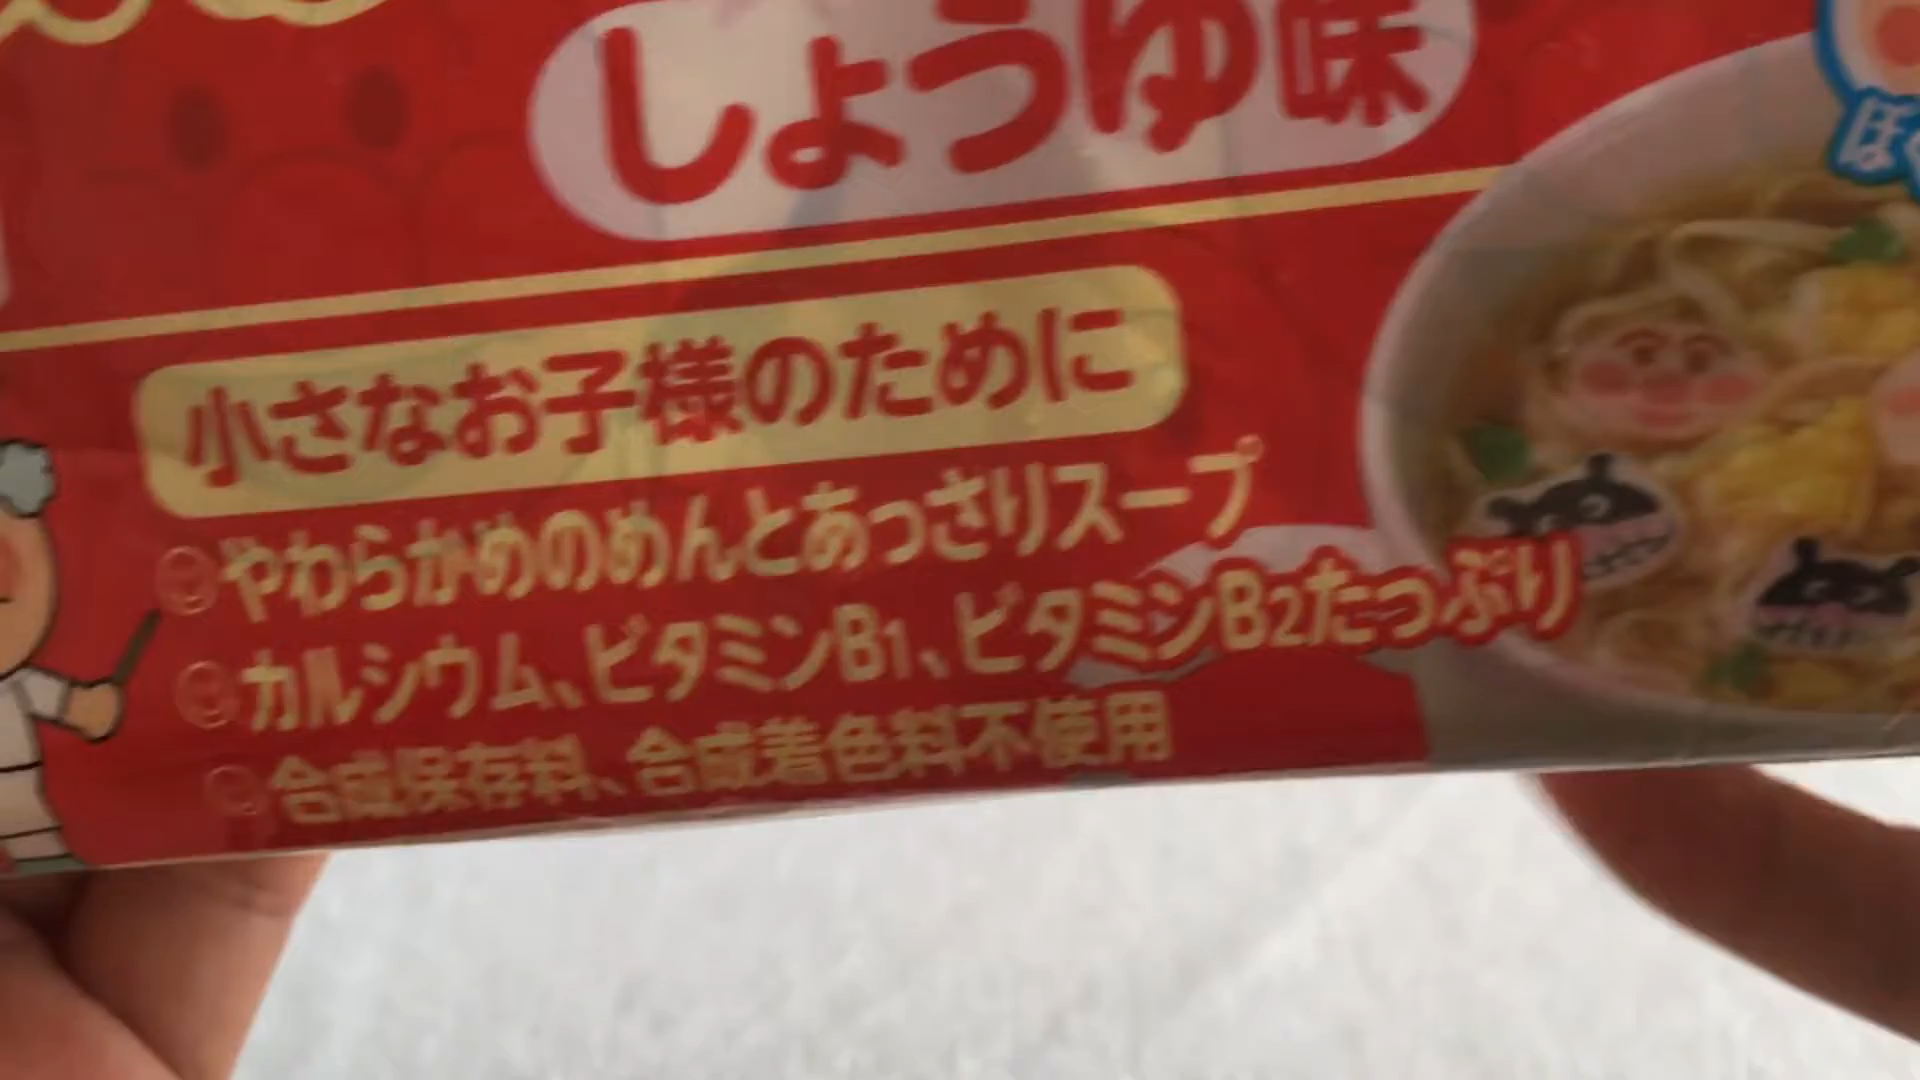 しょうゆ味
小さなお子様のために
やわらかめのめんとあっさりスープ
カルシウム、ビタミンB1、ビタミンB2たっぷり
合成保存料、合成着色料不使用